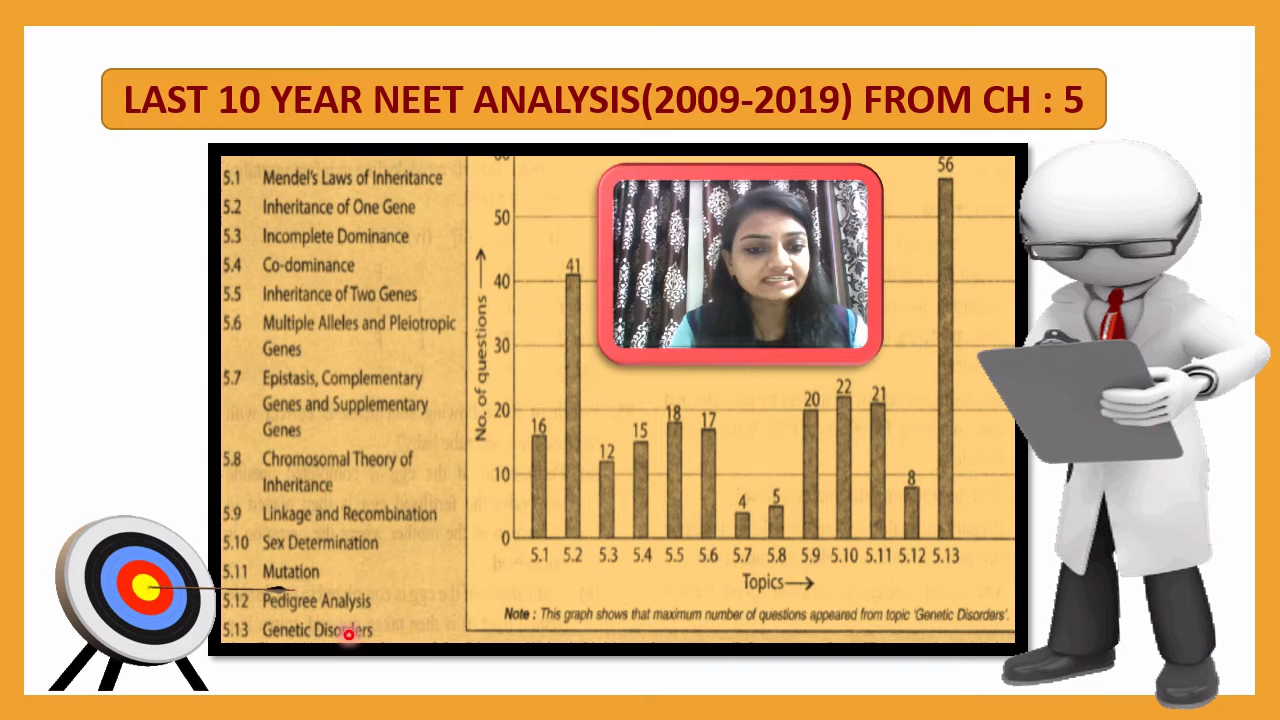 LAST 10 YEAR NEET ANALYSIS(2009-2019) FROM CH : 5
5.1 Mendel's Laws of Inheritance
5.2 Inheritance of One Gene
5.3 Incomplete Dominance
5.4 Co-dominance
5.5 Inheritance of Two Genes
5.6 Multiple Alleles and Pleiotropic
Genes
5.7 Epistasis, Complementary
Genes and Supplementary
Genes
5.8 Chromosomal Theory of
Inheritance
5.9 Linkage and Recombination
5.10 Sex Determination
5.11 Mutation
5.12 Pedigree Analysis
5.13 Genetic Disorders
No. of questions
50
40
30
20
10
0
16
41
12
15
18
17
4
5
20
22
21
8
56
5.1 5.2 5.3 5.4 5.5 5.6 5.7 5.8 5.9 5.10 5.11 5.12 5.13
Topics
Note : This graph shows that maximum number of questions appeared from topic 'Genetic Disorders'.